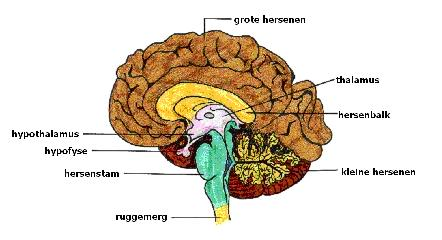 grote hersenen
thalamus
hersenbalk
hypothalamus
hypofyse
hersenstam
kleine hersenen
ruggemerg